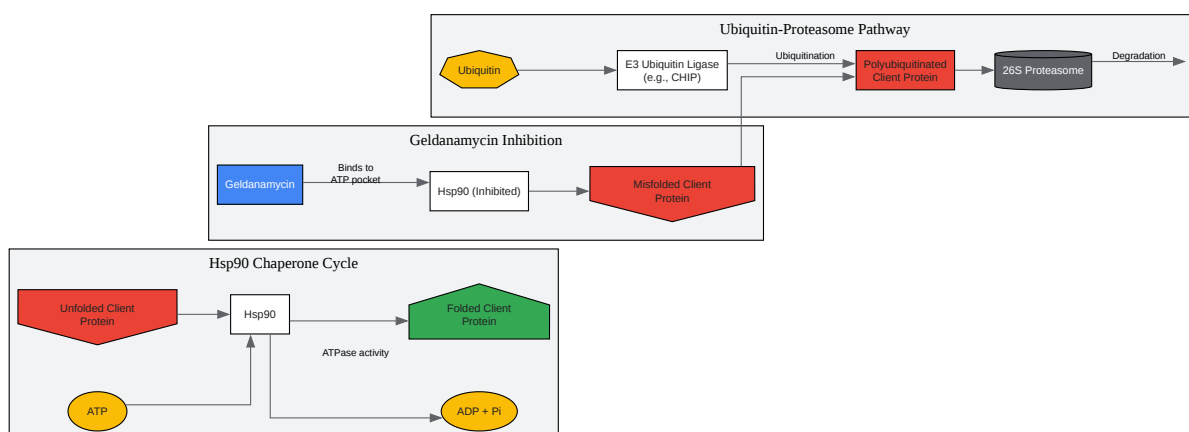 Ubiquitin-Proteasome Pathway
Ubiquitin
E3 Ubiquitin Ligase
(e.g., CHIP)
Ubiquitination
Polyubiquitinated
Client Protein
26S Proteasome
Degradation
Geldanamycin Inhibition
Geldanamycin
Binds to
ATP pocket
Hsp90 (Inhibited)
Misfolded Client
Protein
Hsp90 Chaperone Cycle
Unfolded Client
Protein
Hsp90
Folded Client
Protein
ATPase activity
ATP
ADP + Pi